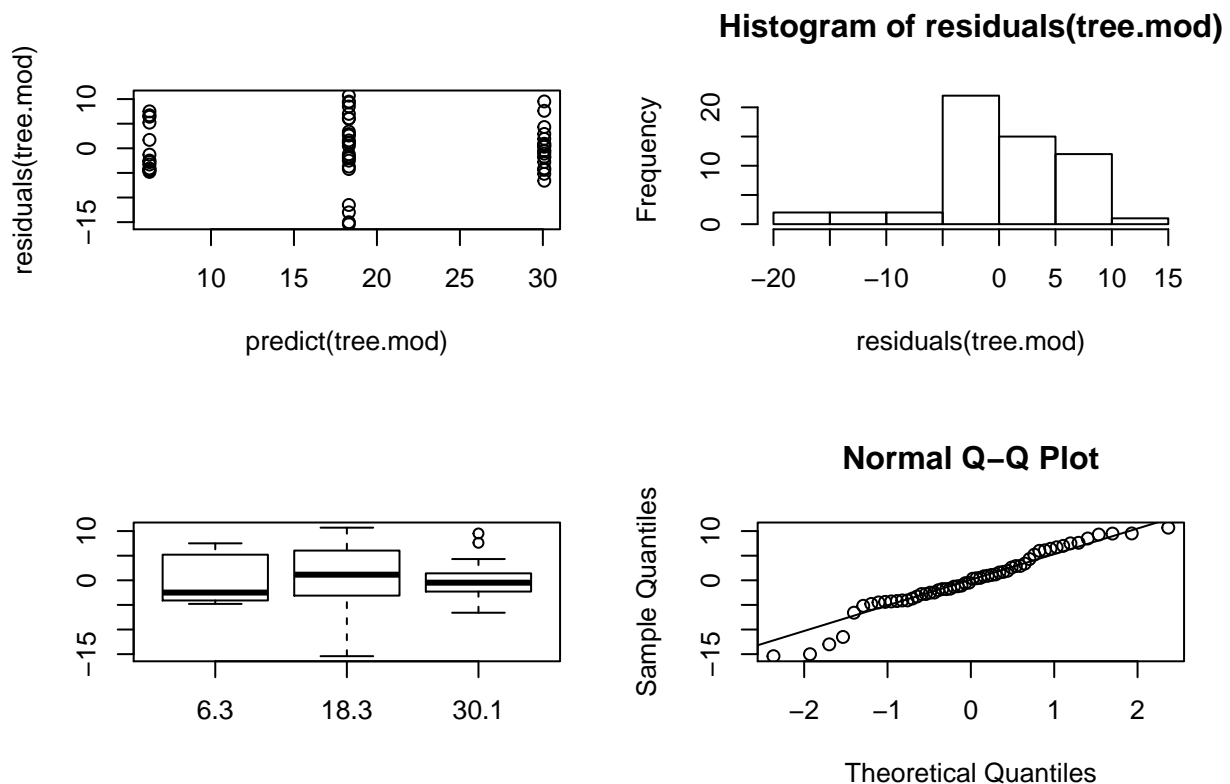 residuals(tree.mod)
10
0
−15
10 15 20 25 30
predict(tree.mod)
Histogram of residuals(tree.mod)
Frequency
20
10
0
−20 −10 0 5 10 15
residuals(tree.mod)
10
0
−15
6.3 18.3 30.1
Normal Q−Q Plot
Sample Quantiles
10
0
−15
−2 −1 0 1 2
Theoretical Quantiles